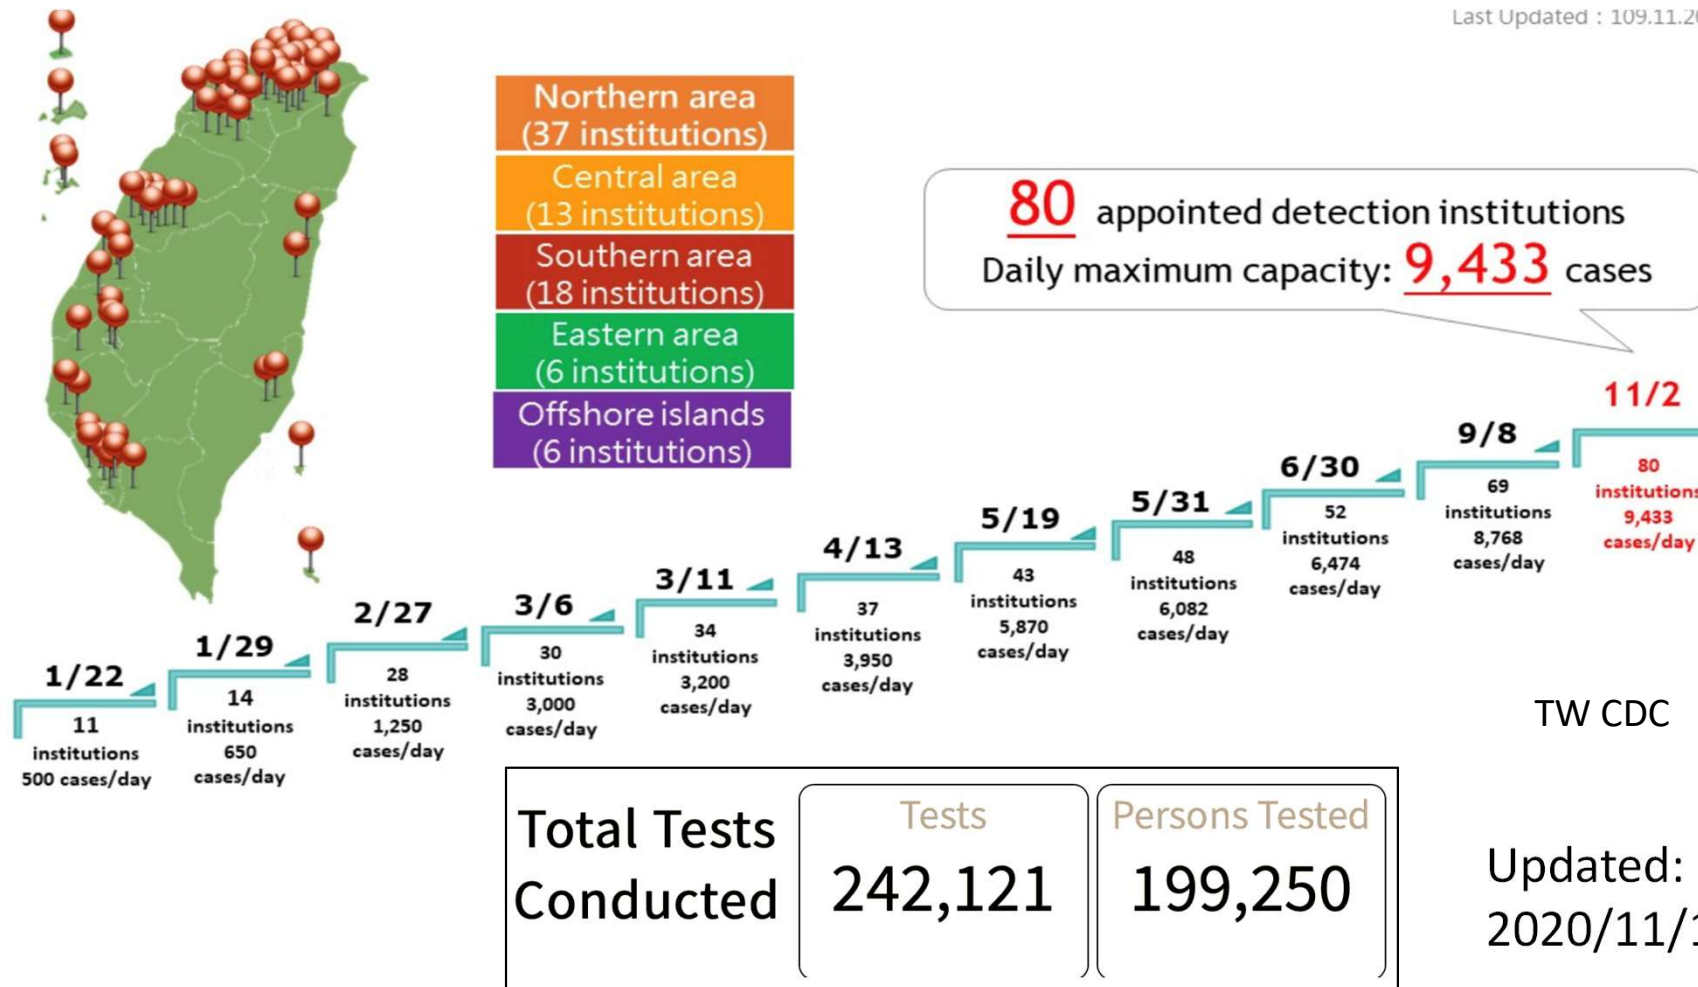 Last Updated : 109.11.20
Northern area
(37 institutions)
Central area
(13 institutions)
Southern area
(18 institutions)
Eastern area
(6 institutions)
Offshore islands
(6 institutions)
80 appointed detection institutions
Daily maximum capacity: 9,433 cases
1/22
11
institutions
500 cases/day
1/29
14
institutions
650
cases/day
2/27
28
institutions
1,250
cases/day
3/6
30
institutions
3,000
cases/day
3/11
34
institutions
3,200
cases/day
4/13
37
institutions
3,950
cases/day
5/19
43
institutions
5,870
cases/day
5/31
48
institutions
6,082
cases/day
6/30
52
institutions
6,474
cases/day
9/8
69
institutions
8,768
cases/day
11/2
80
institutions
9,433
cases/day
TW CDC
Total Tests
Conducted
Tests
242,121
Persons Tested
199,250
Updated:
2020/11/1